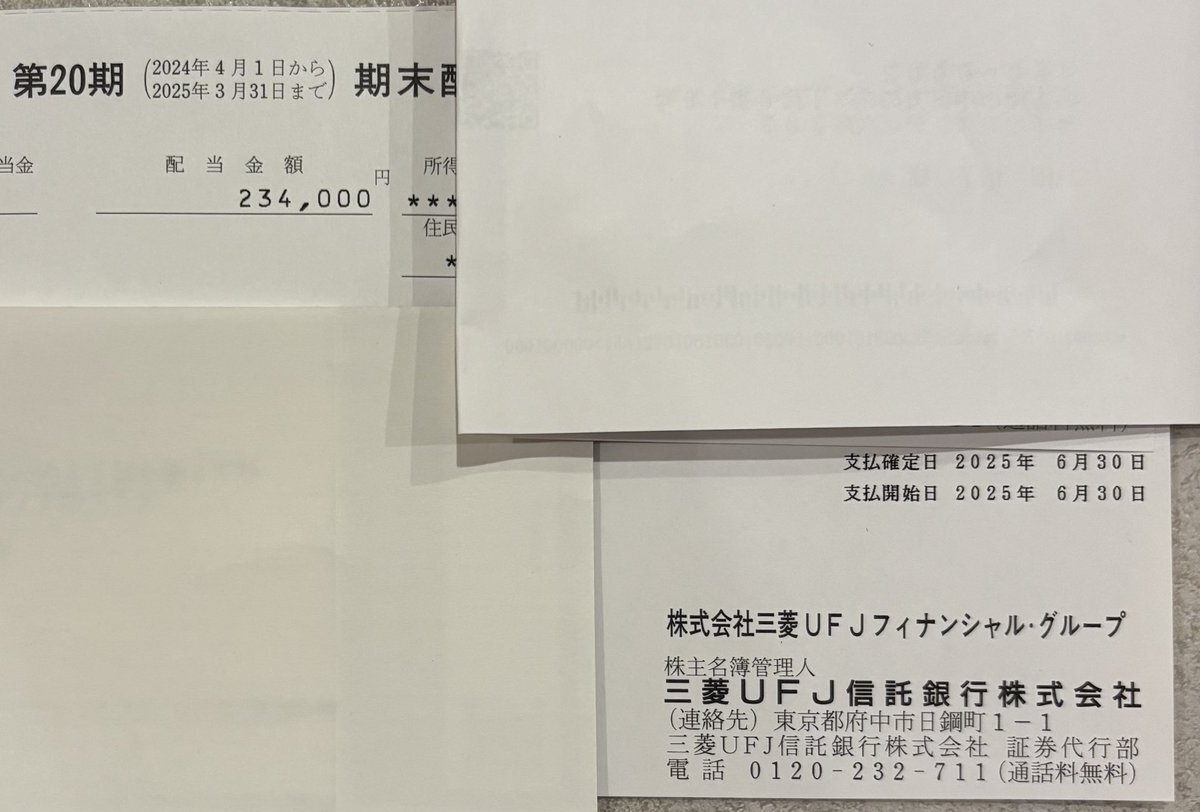 第20期 (2024年4月1日から
2025年3月31日まで) 期末配
当金 配当金額 所得
234,000 円 ***
住民
*
支払確定日 2025年 6月30日
支払開始日 2025年 6月30日
株式会社三菱UFJフィナンシャル・グループ
株主名簿管理人
三菱UFJ信託銀行株式会社
(連絡先) 東京都府中市日鋼町1-1
三菱UFJ信託銀行株式会社 証券代行部
電話 0120-232-711(通話料無料)